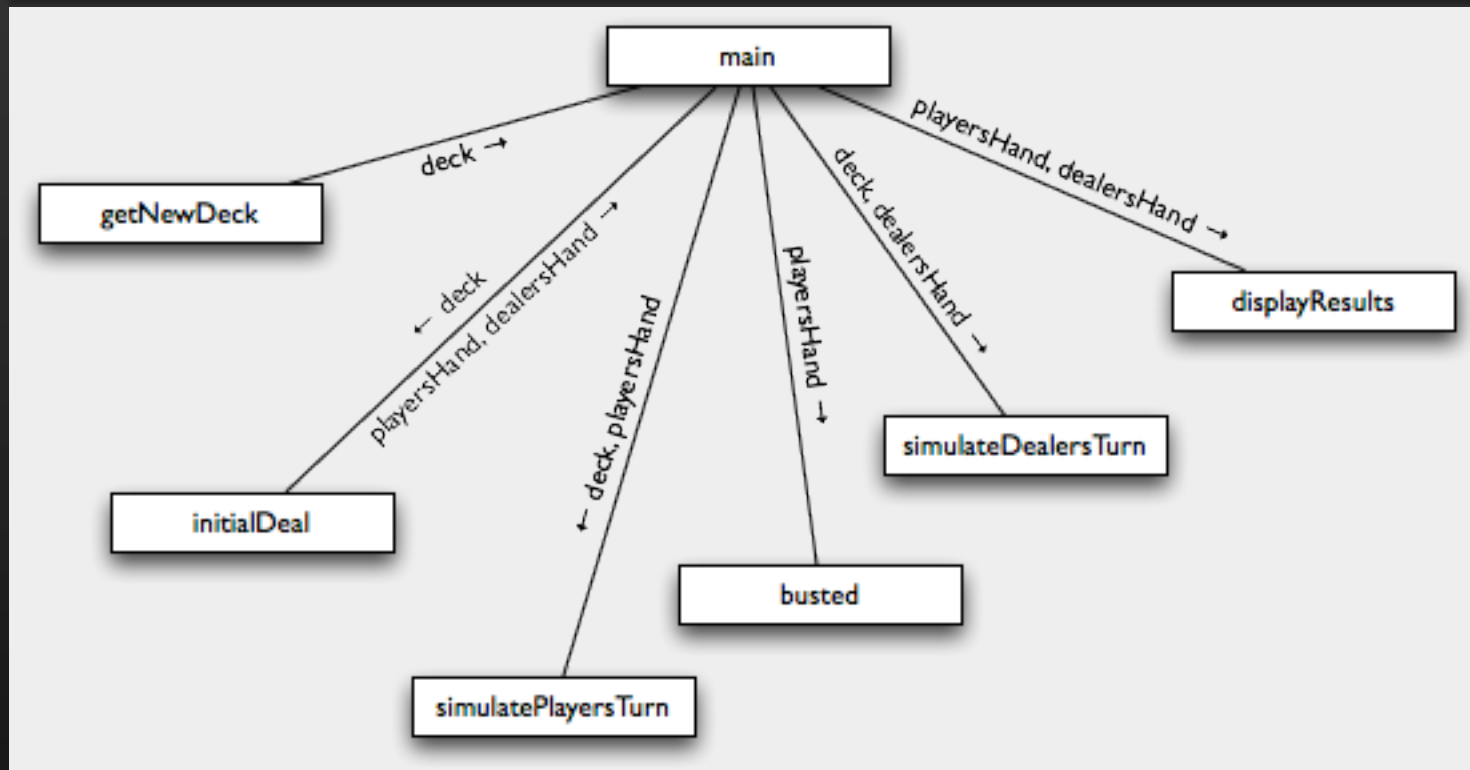 main
deck →
getNewDeck
← deck
playersHand, dealersHand →
initialDeal
← deck, playersHand
simulatePlayersTurn
playersHand →
busted
deck, dealersHand →
simulateDealersTurn
playersHand, dealersHand →
displayResults